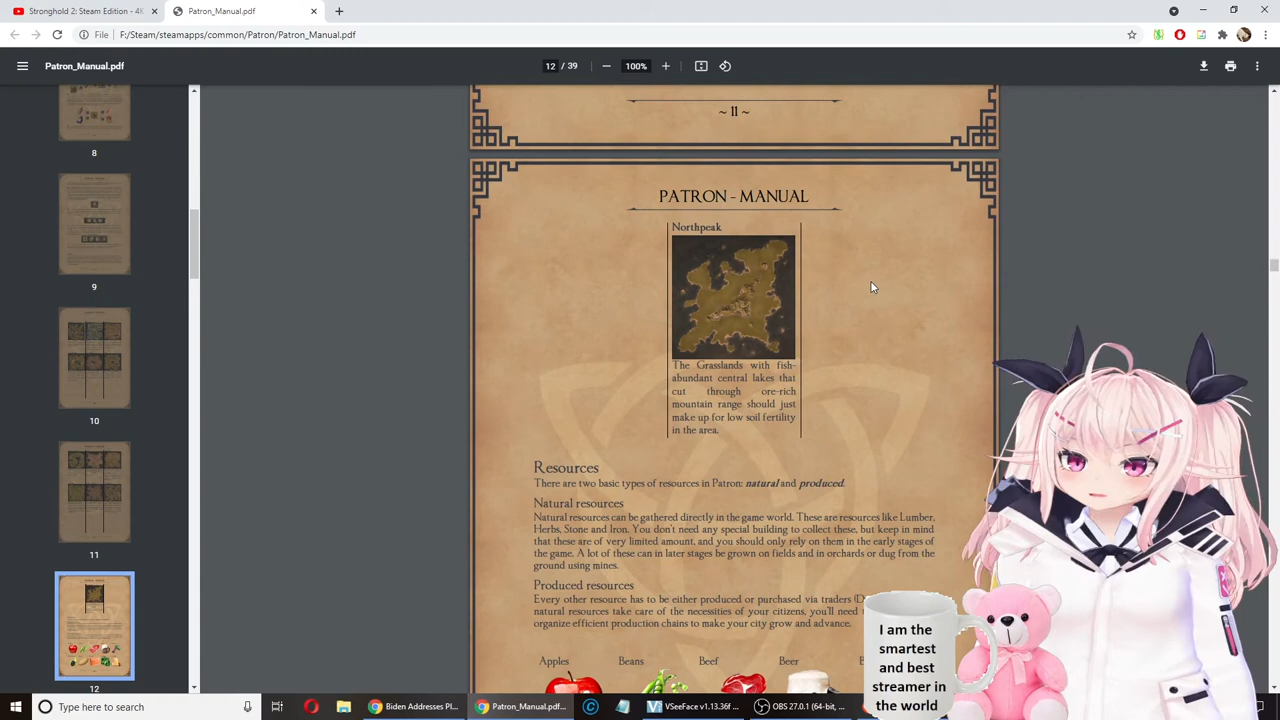 Stronghold 2: Steam Edition - 4K
Patron_Manual.pdf
File
F:/Steam/steamapps/common/Patron/Patron_Manual.pdf
Patron_Manual.pdf
12 / 39
100%
8
9
10
11
12
~ 11 ~
PATRON - MANUAL
Northpeak
The Grasslands with fish-
abundant central lakes that
cut through ore-rich
mountain range should just
make up for low soil fertility
in the area.
Resources
There are two basic types of resources in Patron: natural and produced.
Natural resources
Natural resources can be gathered directly in the game world. These are resources like Lumber,
Herbs, Stone and Iron. You don't need any special building to collect these, but keep in mind
that these are of very limited amount, and you should only rely on them in the early stages of
the game. A lot of these can in later stages be grown on fields and in orchards or dug from the
ground using mines.
Produced resources
Every other resource has to be either produced or purchased via traders
natural resources take care of the necessities of your citizens, you'll need
organize efficient production chains to make your city grow and advance.
Apples Beans Beef Beer
I am the
smartest
and best
streamer in
the world
Type here to search
Biden Addresses Pl...
Patron_Manual.pdf...
VSeeFace v1.13.36f ...
OBS 27.0.1 (64-bit, ...